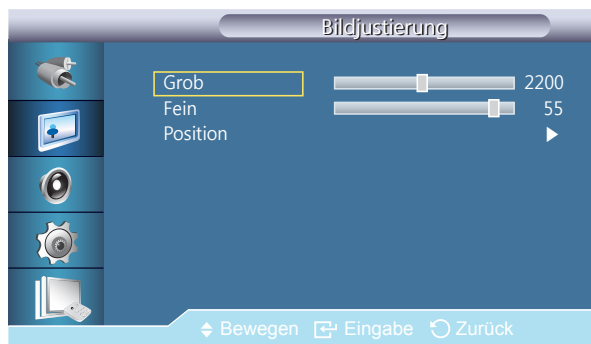 Bildjustierung
Grob 2200
Fein 55
Position
Bewegen Eingabe Zurück